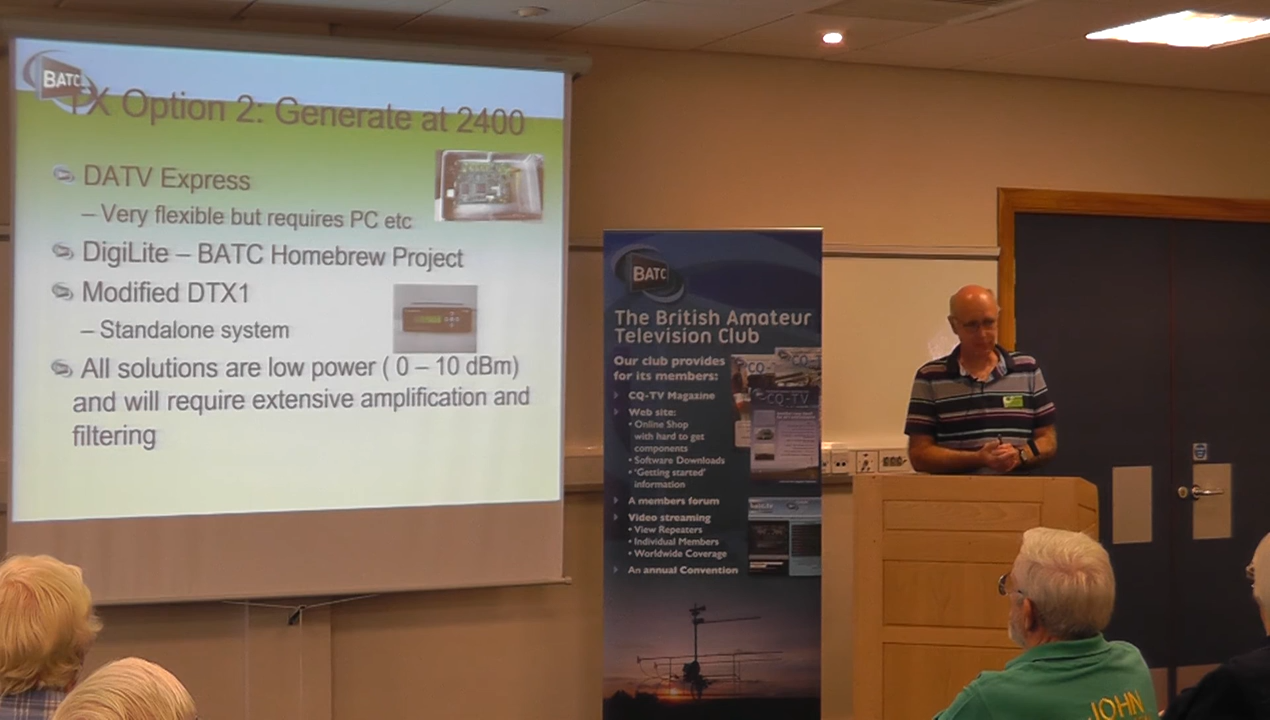 BATC
TX Option 2: Generate at 2400
DATV Express
– Very flexible but requires PC etc
DigiLite – BATC Homebrew Project
Modified DTX1
– Standalone system
All solutions are low power ( 0 – 10 dBm)
and will require extensive amplification and
filtering
BATC
The British Amateur
Television Club
Our club provides
for its members:
CQ-TV Magazine
Web site:
• Online Shop
with hard to get
components
• Software Downloads
• 'Getting started'
information
A members forum
Video streaming
• View Repeaters
• Individual Members
• Worldwide Coverage
An annual Convention
CQ-TV
JOHN